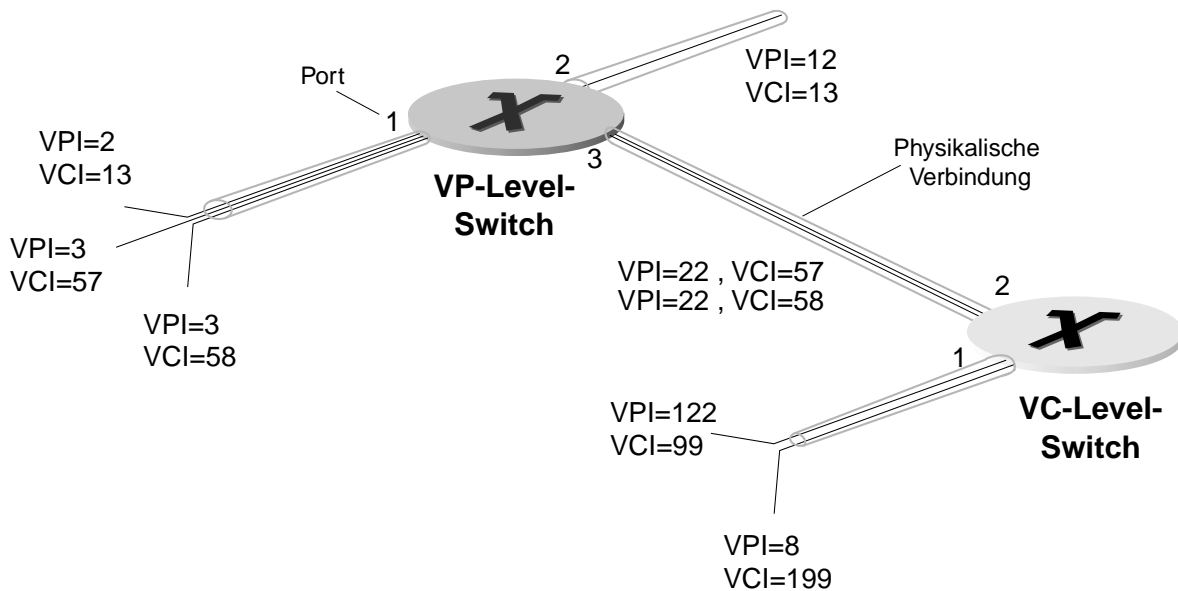 2
VPI=12
VCI=13
Port
1
VPI=2
VCI=13
3
Physikalische
Verbindung
VP-Level-
Switch
VPI=3
VCI=57
VPI=22 , VCI=57
VPI=22 , VCI=58
2
VPI=3
VCI=58
1
VPI=122
VCI=99
VC-Level-
Switch
VPI=8
VCI=199